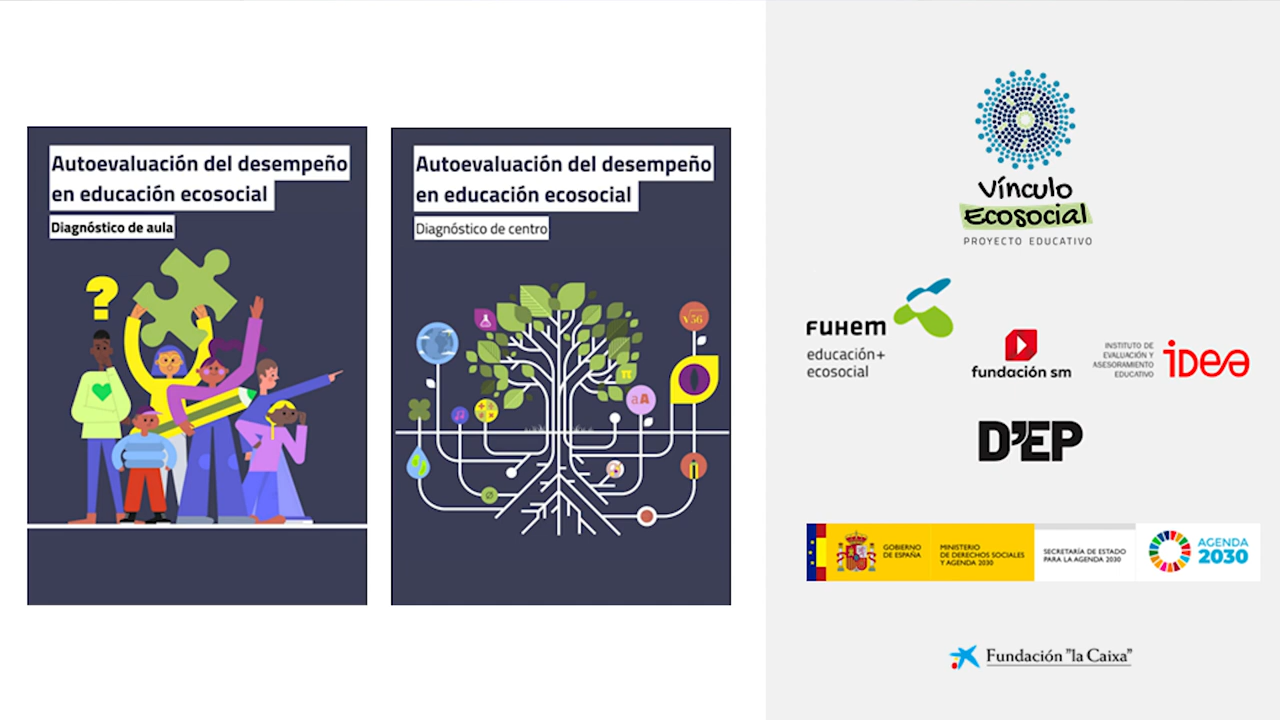 Autoevaluación del desempeño
en educación ecosocial
Diagnóstico de aula
?
Autoevaluación del desempeño
en educación ecosocial
Diagnóstico de centro
√56
π
aA
Vínculo
Ecosocial
PROYECTO EDUCATIVO
FUHEM
educación+
ecosocial
fundación sm
INSTITUTO DE
EVALUACIÓN Y
ASESORAMIENTO
EDUCATIVO
iDEA
D'EP
GOBIERNO
DE ESPAÑA
MINISTERIO
DE DERECHOS SOCIALES
Y AGENDA 2030
SECRETARÍA DE ESTADO
PARA LA AGENDA 2030
AGENDA
2030
Fundación "la Caixa"